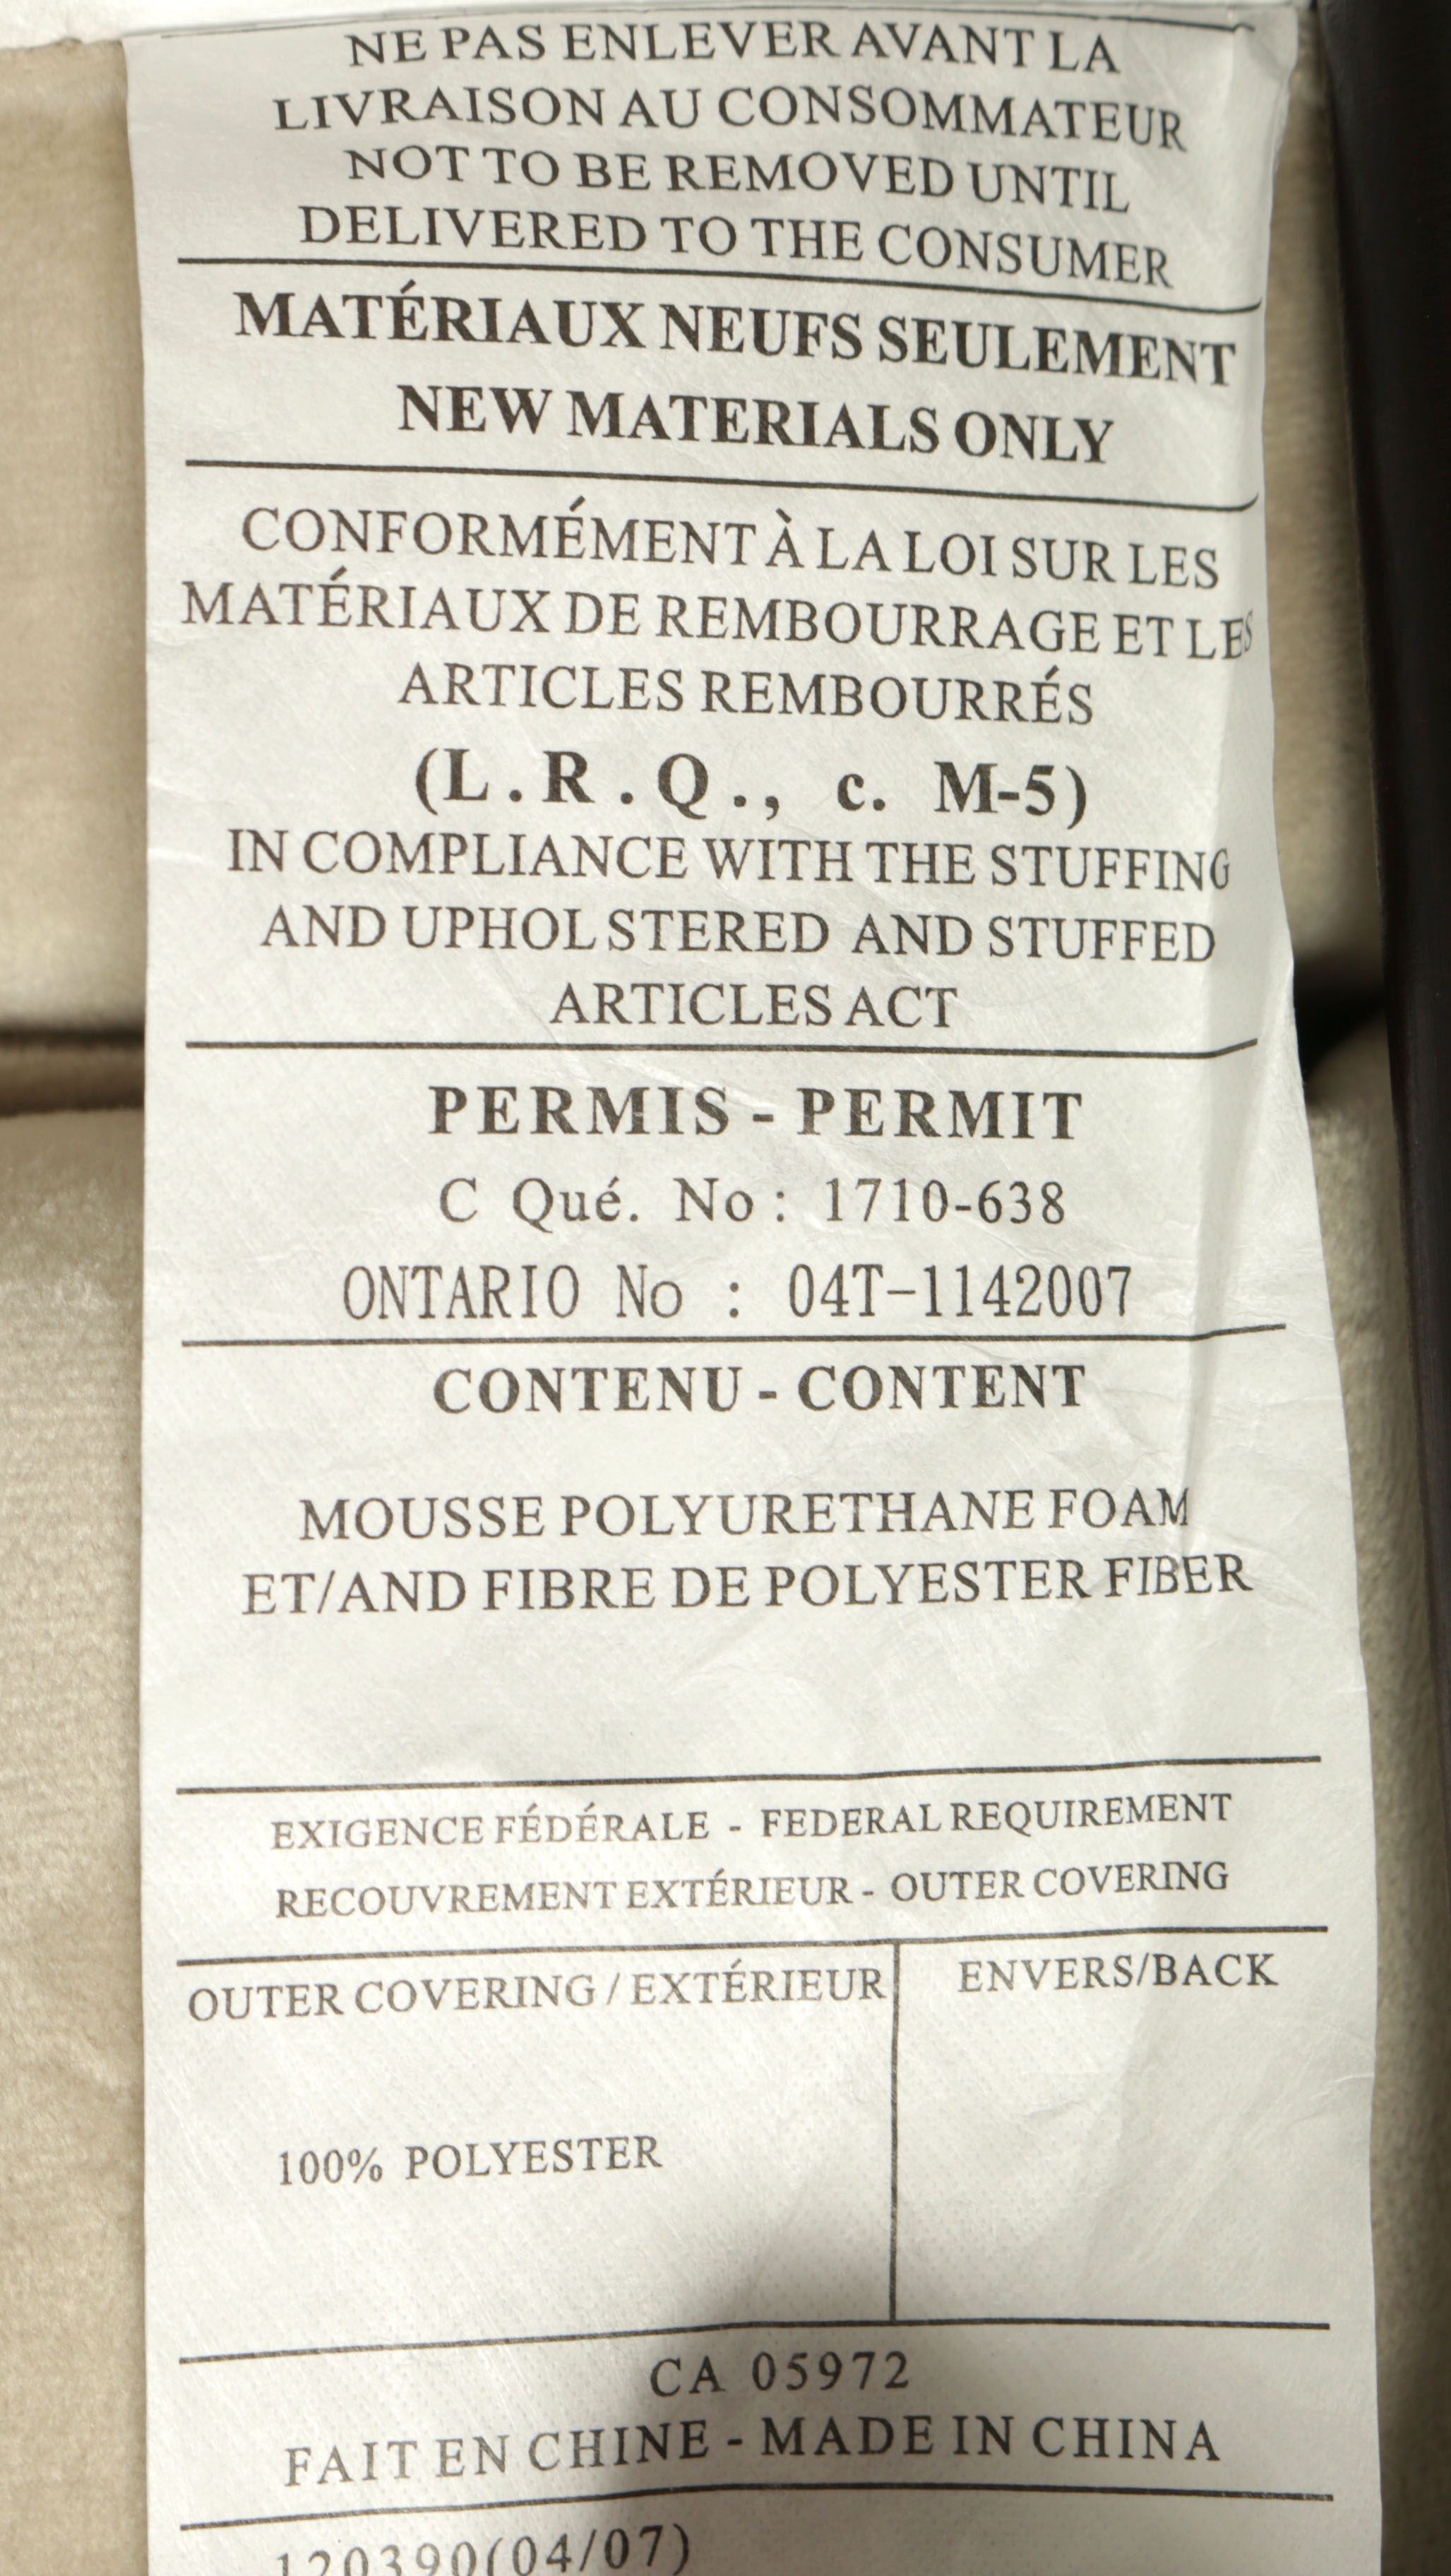 NE PAS ENLEVER AVANT LA
LIVRAISON AU CONSOMMATEUR
NOT TO BE REMOVED UNTIL
DELIVERED TO THE CONSUMER
MATÉRIAUX NEUFS SEULEMENT
NEW MATERIALS ONLY
CONFORMÉMENT À LA LOI SUR LES
MATÉRIAUX DE REMBOURRAGE ET LES
ARTICLES REMBOURRÉS
(L.R.Q., c. M-5)
IN COMPLIANCE WITH THE STUFFING
AND UPHOLSTERED AND STUFFED
ARTICLES ACT
PERMIS - PERMIT
C Qué. No: 1710-638
ONTARIO No : 04T-1142007
CONTENU - CONTENT
MOUSSE POLYURETHANE FOAM
ET/AND FIBRE DE POLYESTER FIBER
EXIGENCE FÉDÉRALE - FEDERAL REQUIREMENT
RECOUVREMENT EXTÉRIEUR - OUTER COVERING
OUTER COVERING / EXTÉRIEUR
ENVERS/BACK
100% POLYESTER
CA 05972
FAIT EN CHINE - MADE IN CHINA
120390(04/07)